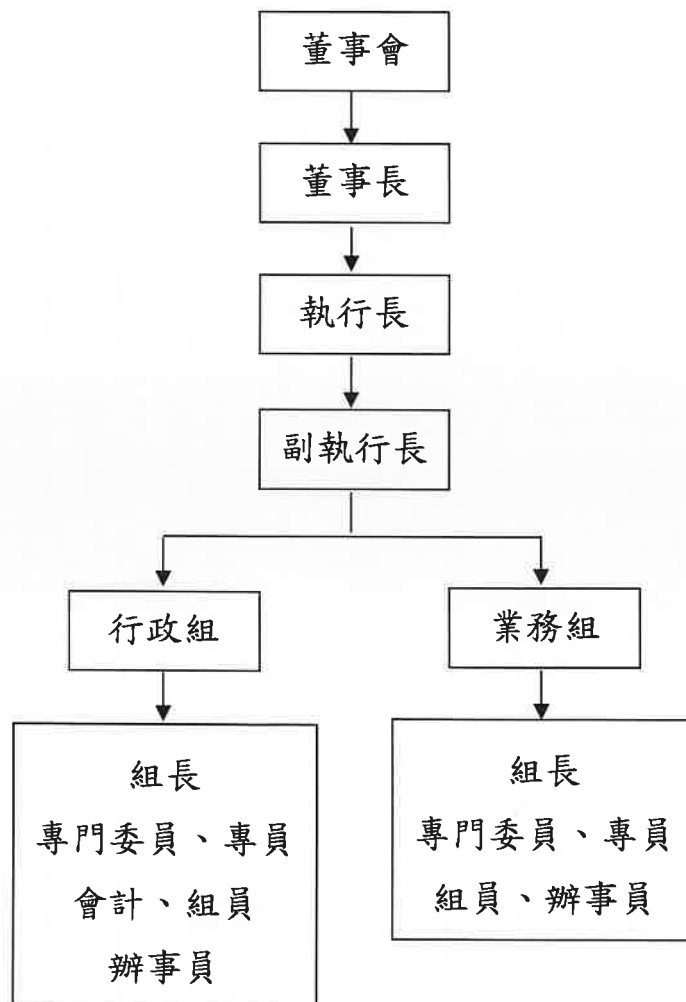 董事會
董事長
執行長
副執行長
行政組
業務組
組長
專門委員、專員
會計、組員
辦事員
組長
專門委員、專員
組員、辦事員